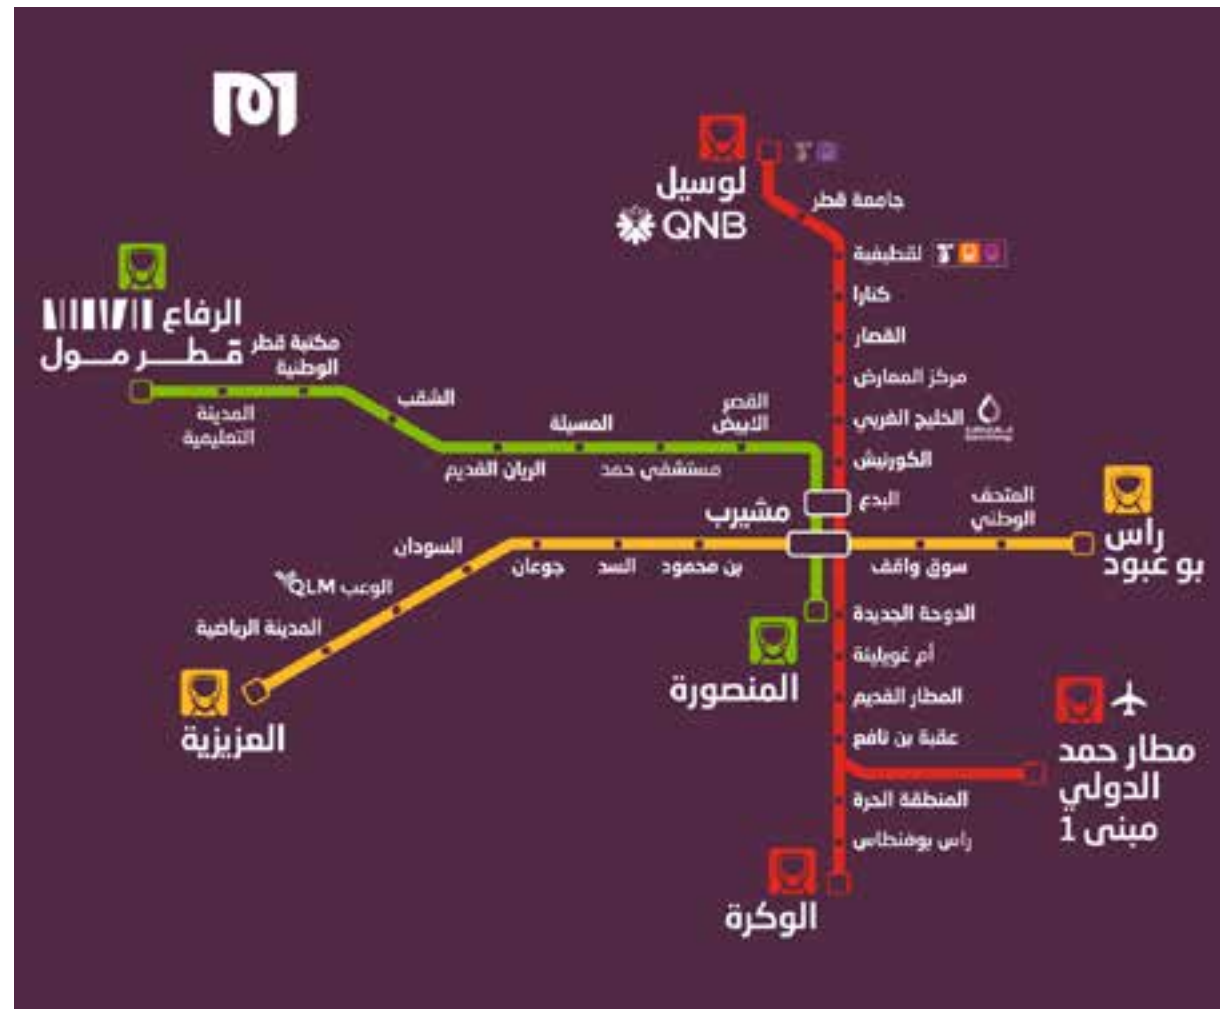 لوسيل
QNB
جامعة قطر
لقطيفية
كتارا
القصار
مركز المعارض
الخليج الغربي
الكورنيش
البدع
الرفاع
قطر مول
مكتبة قطر
الوطنية
المدينة
التعليمية
الشقب
الريان القديم
المسيلة
مستشفى حمد
القصر
الابيض
مشيرب
المتحف
الوطني
راس
بو عبود
سوق واقف
بن محمود
السد
جوعان
السودان
الوعب QLM
المدينة الرياضية
العزيزية
المنصورة
الدوحة الجديدة
أم غويلينة
المطار القديم
عقبة بن نافع
مطار حمد
الدولي
مبنى 1
المنطقة الحرة
راس بوفنطاس
الوكرة